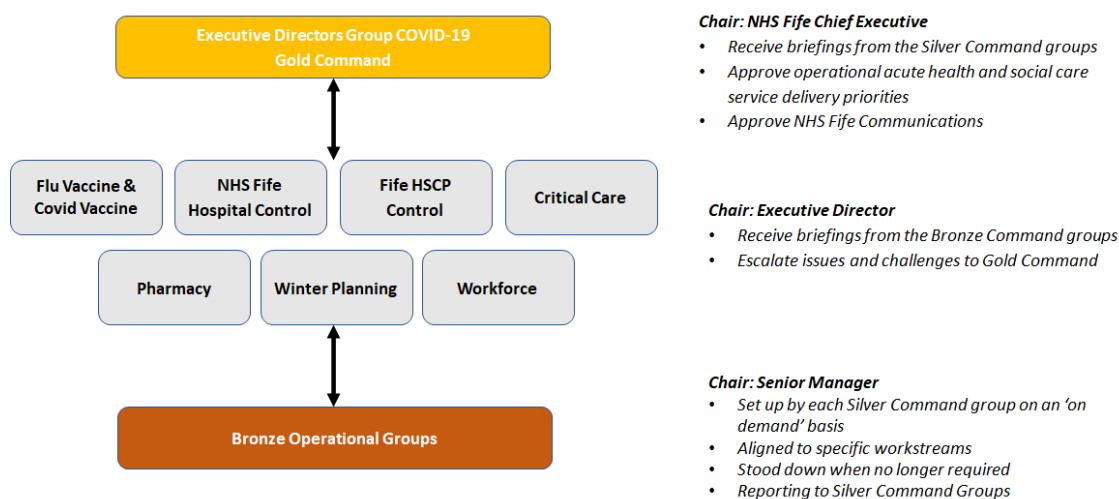 Executive Directors Group COVID-19
Gold Command
Chair: NHS Fife Chief Executive
• Receive briefings from the Silver Command groups
• Approve operational acute health and social care
service delivery priorities
• Approve NHS Fife Communications
Flu Vaccine &
Covid Vaccine
NHS Fife
Hospital Control
Fife HSCP
Control
Critical Care
Pharmacy
Winter Planning
Workforce
Chair: Executive Director
• Receive briefings from the Bronze Command groups
• Escalate issues and challenges to Gold Command
Bronze Operational Groups
Chair: Senior Manager
• Set up by each Silver Command group on an ‘on
demand’ basis
• Aligned to specific workstreams
• Stood down when no longer required
• Reporting to Silver Command Groups